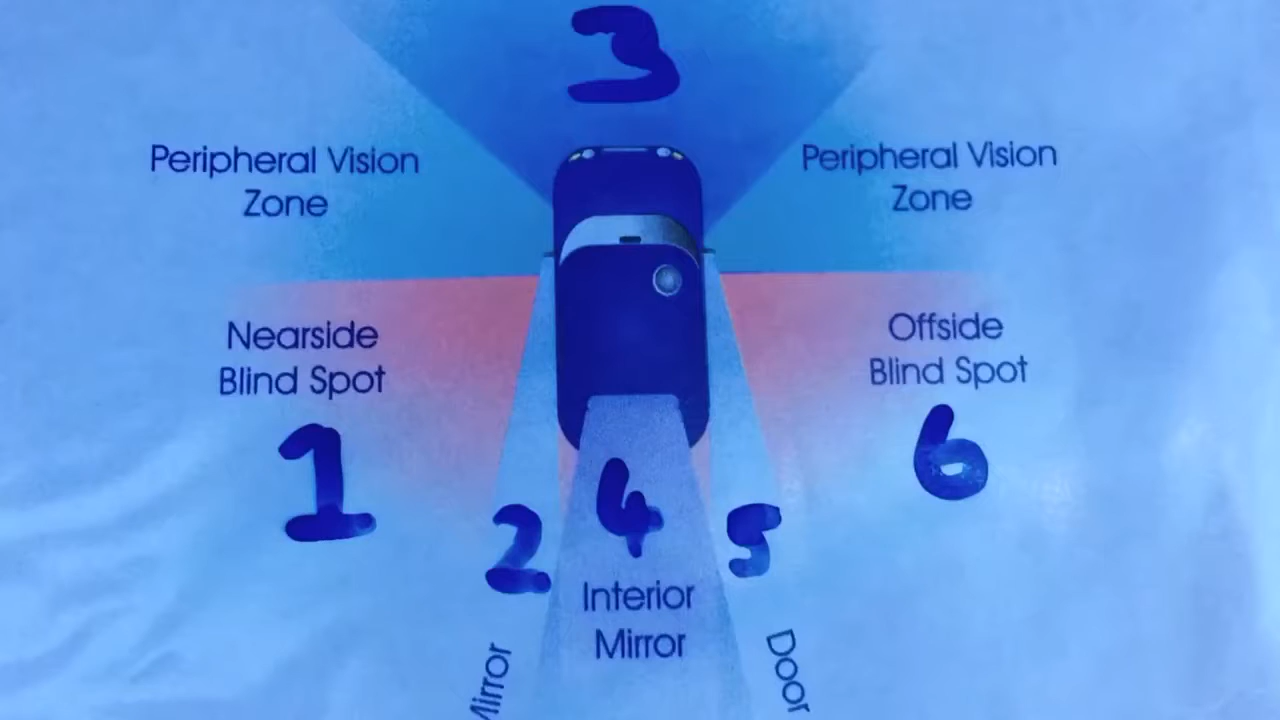 3
Peripheral Vision
Zone
Peripheral Vision
Zone
Nearside
Blind Spot
Offside
Blind Spot
1
6
4
2
5
Interior
Mirror
Mirror
Door